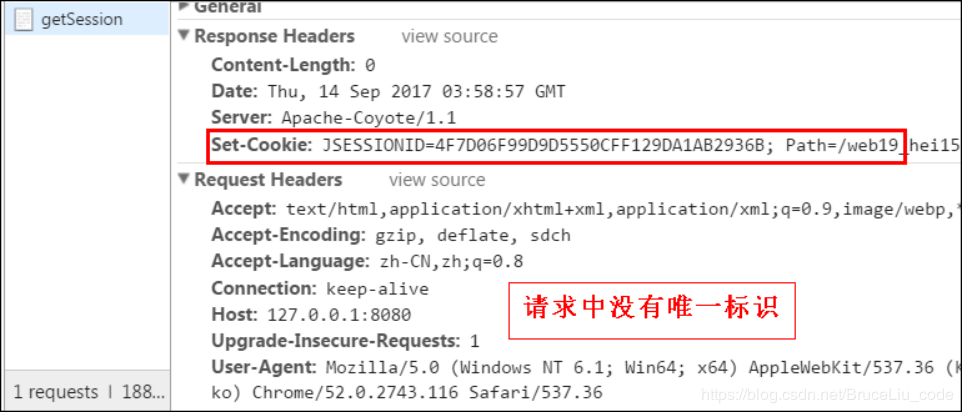 getSession
General
Response Headers view source
Content-Length: 0
Date: Thu, 14 Sep 2017 03:58:57 GMT
Server: Apache-Coyote/1.1
Set-Cookie: JSESSIONID=4F7D06F99D9D5550CFF129DA1AB2936B; Path=/web19_hei15
Request Headers view source
Accept: text/html,application/xhtml+xml,application/xml;q=0.9,image/webp,*
Accept-Encoding: gzip, deflate, sdch
Accept-Language: zh-CN,zh;q=0.8
Connection: keep-alive
请求中没有唯一标识
Host: 127.0.0.1:8080
Upgrade-Insecure-Requests: 1
User-Agent: Mozilla/5.0 (Windows NT 6.1; Win64; x64) AppleWebKit/537.36 (K
ko) Chrome/52.0.2743.116 Safari/537.36
1 requests | 188...
https://blog.csdn.net/BruceLiu_code